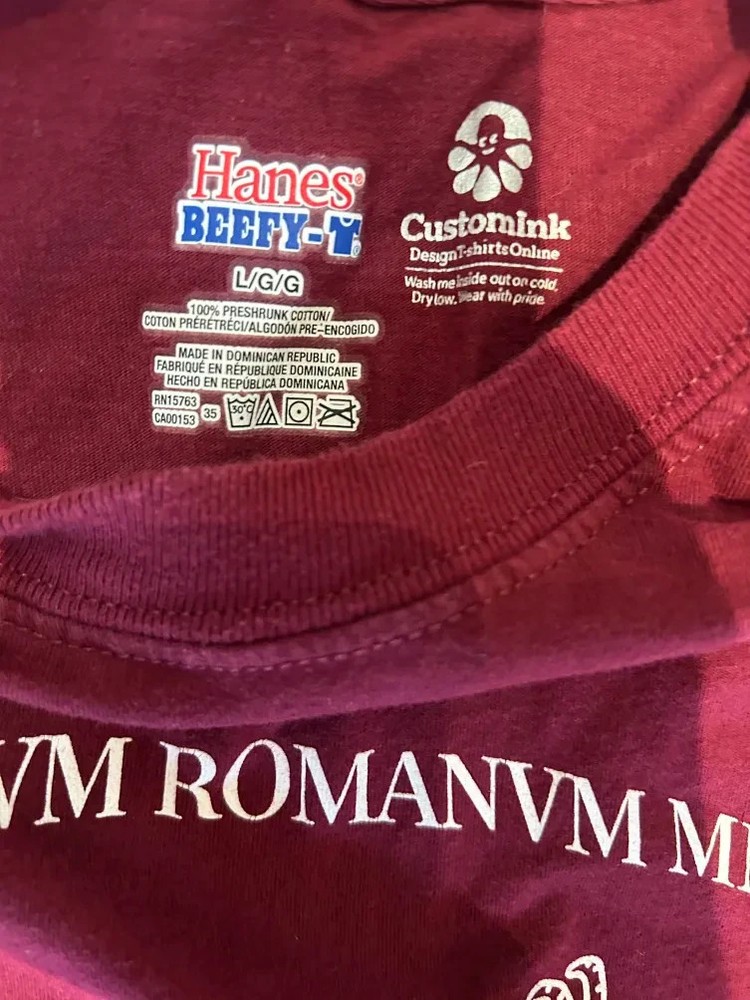 Hanes®
BEEFY-T®
L/G/G
100% PRESHRUNK COTTON/
COTON PRÉRÉTRÉCI/ALGODÓN PRE-ENCOGIDO
MADE IN DOMINICAN REPUBLIC
FABRIQUÉ EN RÉPUBLIQUE DOMINICAINE
HECHO EN REPÚBLICA DOMINICANA
RN15763
CA00153
35
30°C
Customink
Design T-shirts Online
Wash me inside out on cold.
Dry low. Wear with pride.
VM ROMANVM M